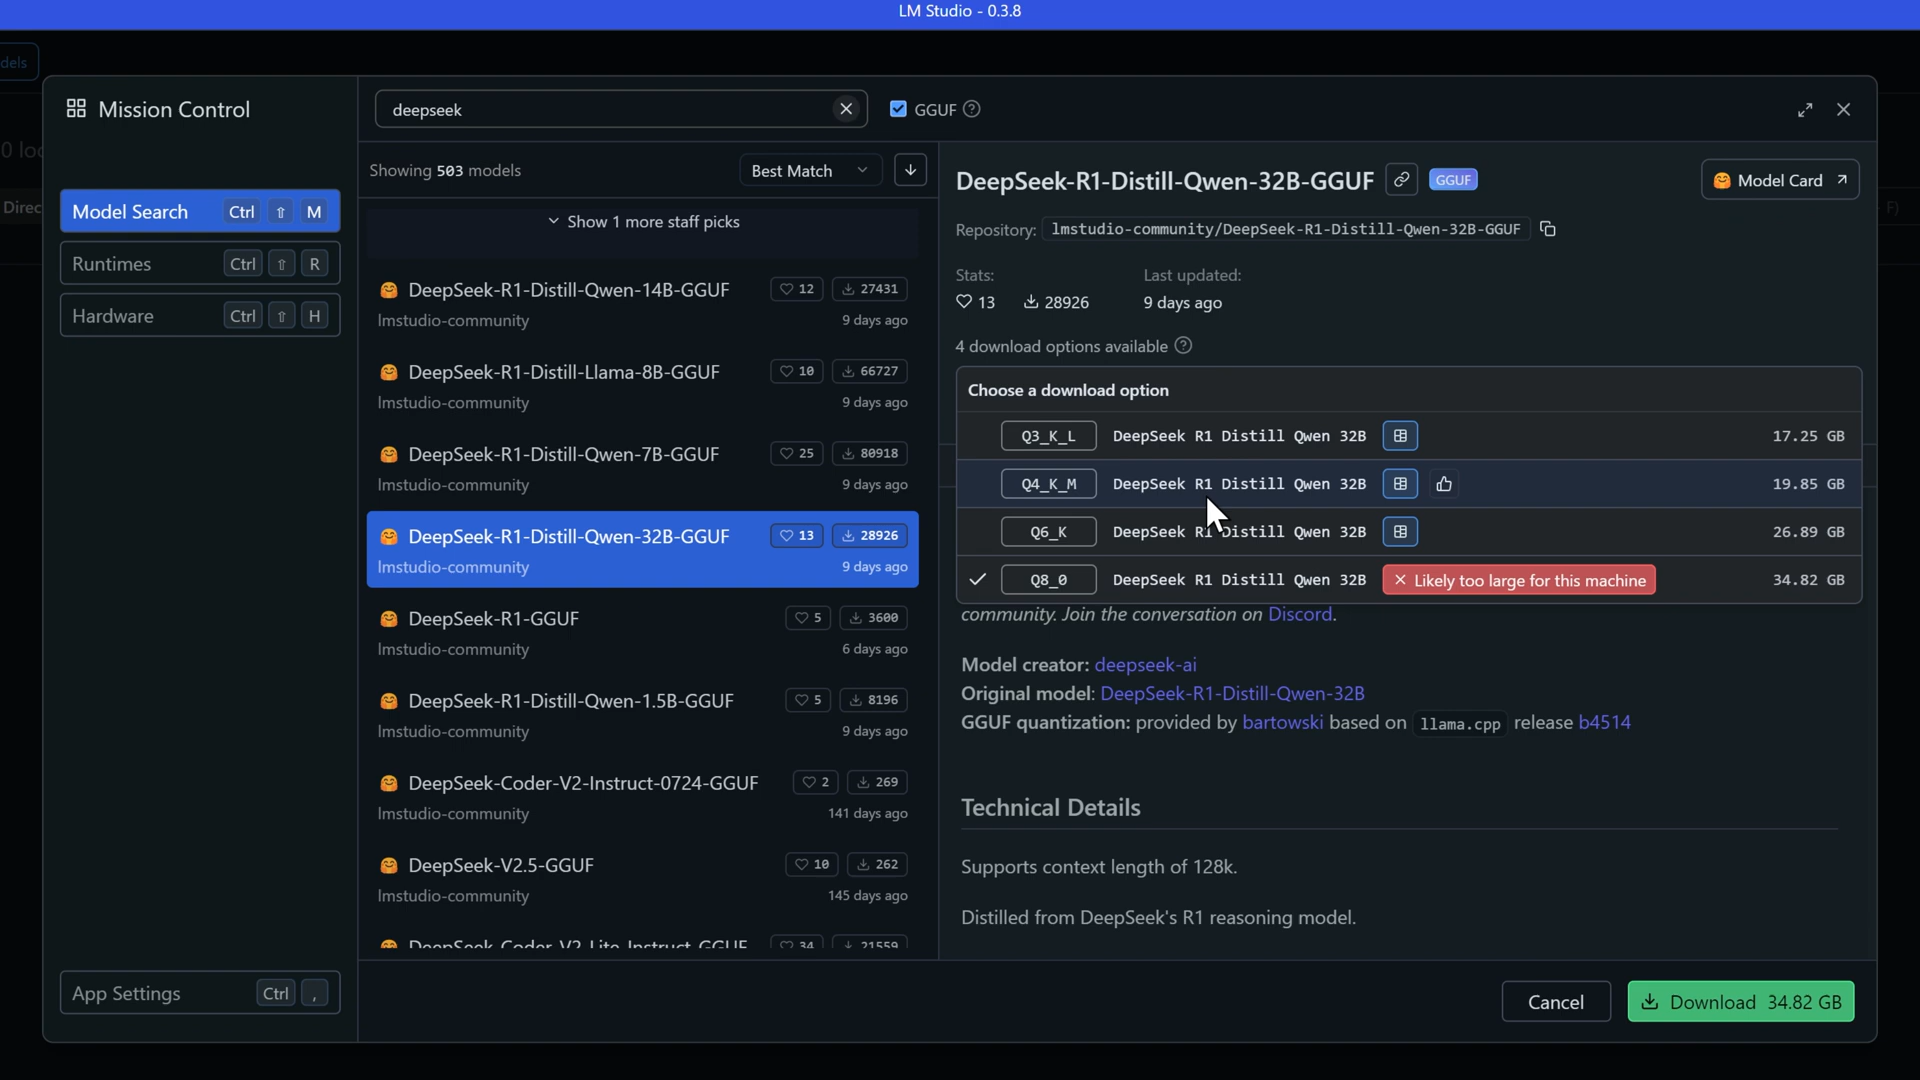 LM Studio - 0.3.8
dels
Mission Control
deepseek
GGUF
0 loc
Direc
F)
Model Search Ctrl ⇧ M
Runtimes Ctrl ⇧ R
Hardware Ctrl ⇧ H
App Settings Ctrl ,
Showing 503 models
Best Match
Show 1 more staff picks
DeepSeek-R1-Distill-Qwen-14B-GGUF 12 27431
lmstudio-community 9 days ago
DeepSeek-R1-Distill-Llama-8B-GGUF 10 66727
lmstudio-community 9 days ago
DeepSeek-R1-Distill-Qwen-7B-GGUF 25 80918
lmstudio-community 9 days ago
DeepSeek-R1-Distill-Qwen-32B-GGUF 13 28926
lmstudio-community 9 days ago
DeepSeek-R1-GGUF 5 3600
lmstudio-community 6 days ago
DeepSeek-R1-Distill-Qwen-1.5B-GGUF 5 8196
lmstudio-community 9 days ago
DeepSeek-Coder-V2-Instruct-0724-GGUF 2 269
lmstudio-community 141 days ago
DeepSeek-V2.5-GGUF 10 262
lmstudio-community 145 days ago
DeepSeek-Coder-V2-Lite-Instruct-GGUF 34 21559
DeepSeek-R1-Distill-Qwen-32B-GGUF GGUF
Model Card
Repository: lmstudio-community/DeepSeek-R1-Distill-Qwen-32B-GGUF
Stats: Last updated:
13 28926 9 days ago
4 download options available
Choose a download option
Q3_K_L DeepSeek R1 Distill Qwen 32B 17.25 GB
Q4_K_M DeepSeek R1 Distill Qwen 32B 19.85 GB
Q6_K DeepSeek R1 Distill Qwen 32B 26.89 GB
Q8_0 DeepSeek R1 Distill Qwen 32B Likely too large for this machine 34.82 GB
community. Join the conversation on Discord.
Model creator: deepseek-ai
Original model: DeepSeek-R1-Distill-Qwen-32B
GGUF quantization: provided by bartowski based on llama.cpp release b4514
Technical Details
Supports context length of 128k.
Distilled from DeepSeek's R1 reasoning model.
Cancel
Download 34.82 GB